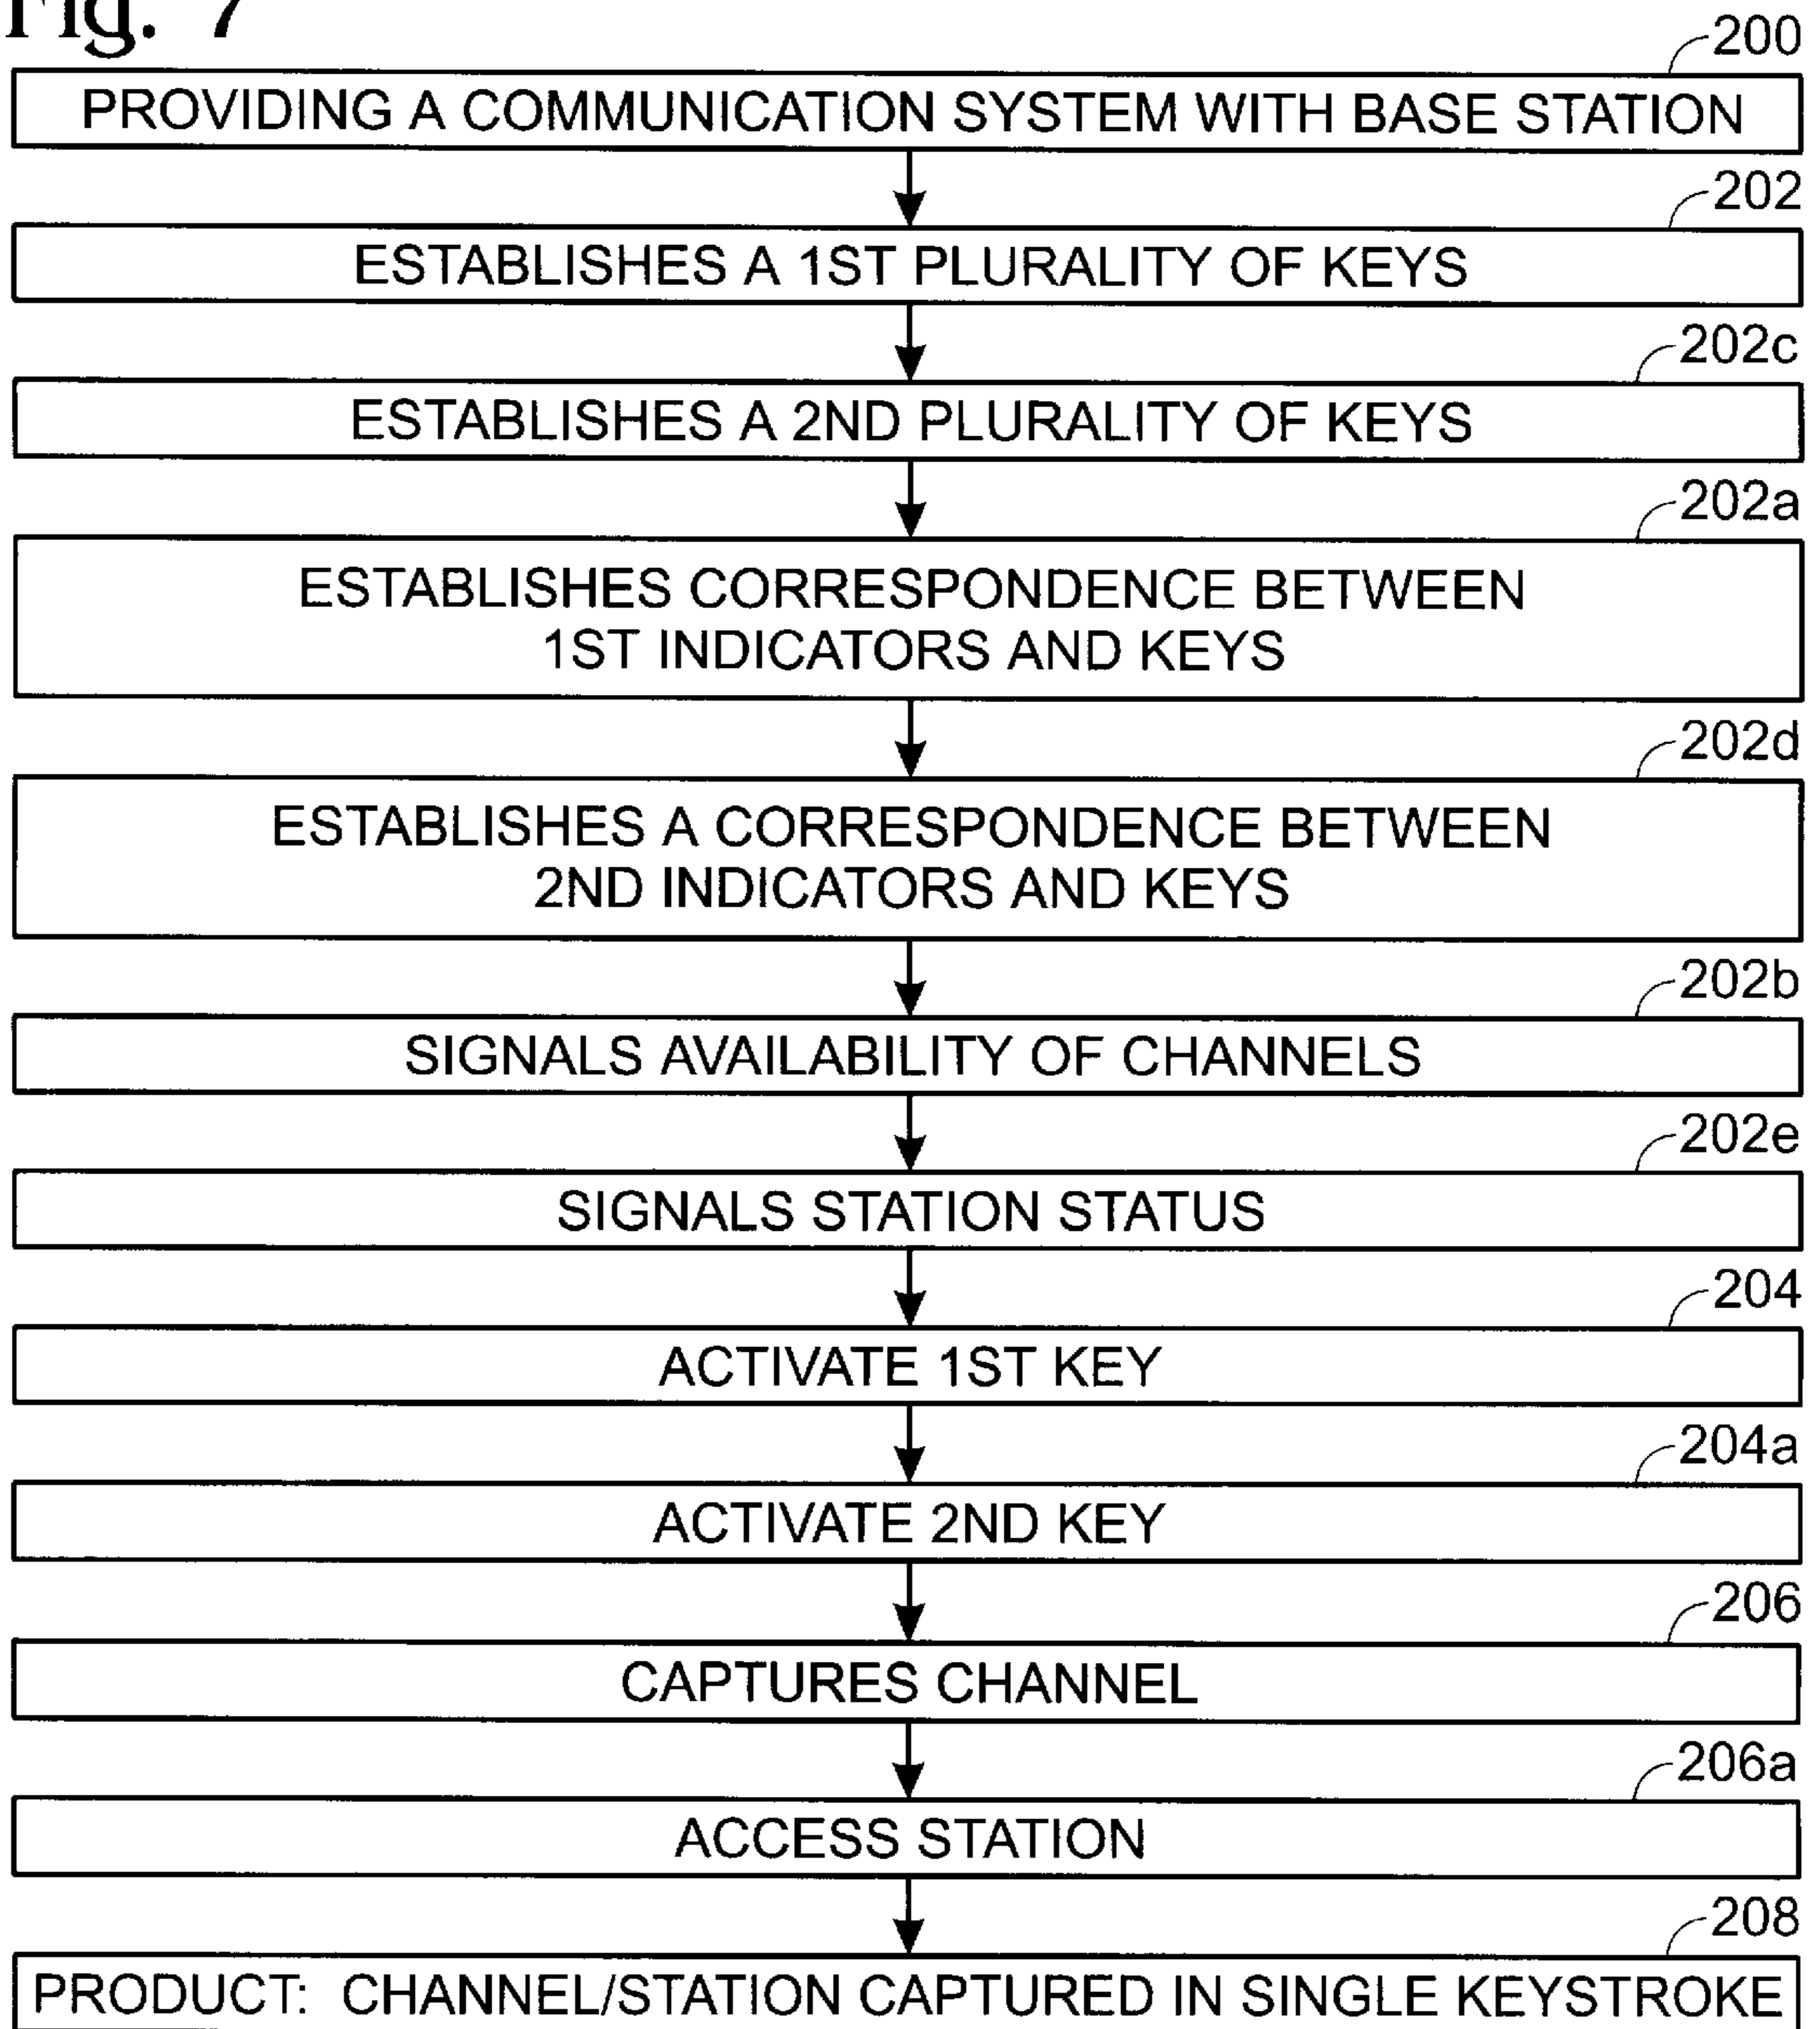 Fig. 7
200
PROVIDING A COMMUNICATION SYSTEM WITH BASE STATION
202
ESTABLISHES A 1ST PLURALITY OF KEYS
202c
ESTABLISHES A 2ND PLURALITY OF KEYS
202a
ESTABLISHES CORRESPONDENCE BETWEEN
1ST INDICATORS AND KEYS
202d
ESTABLISHES A CORRESPONDENCE BETWEEN
2ND INDICATORS AND KEYS
202b
SIGNALS AVAILABILITY OF CHANNELS
202e
SIGNALS STATION STATUS
204
ACTIVATE 1ST KEY
204a
ACTIVATE 2ND KEY
206
CAPTURES CHANNEL
206a
ACCESS STATION
208
PRODUCT: CHANNEL/STATION CAPTURED IN SINGLE KEYSTROKE